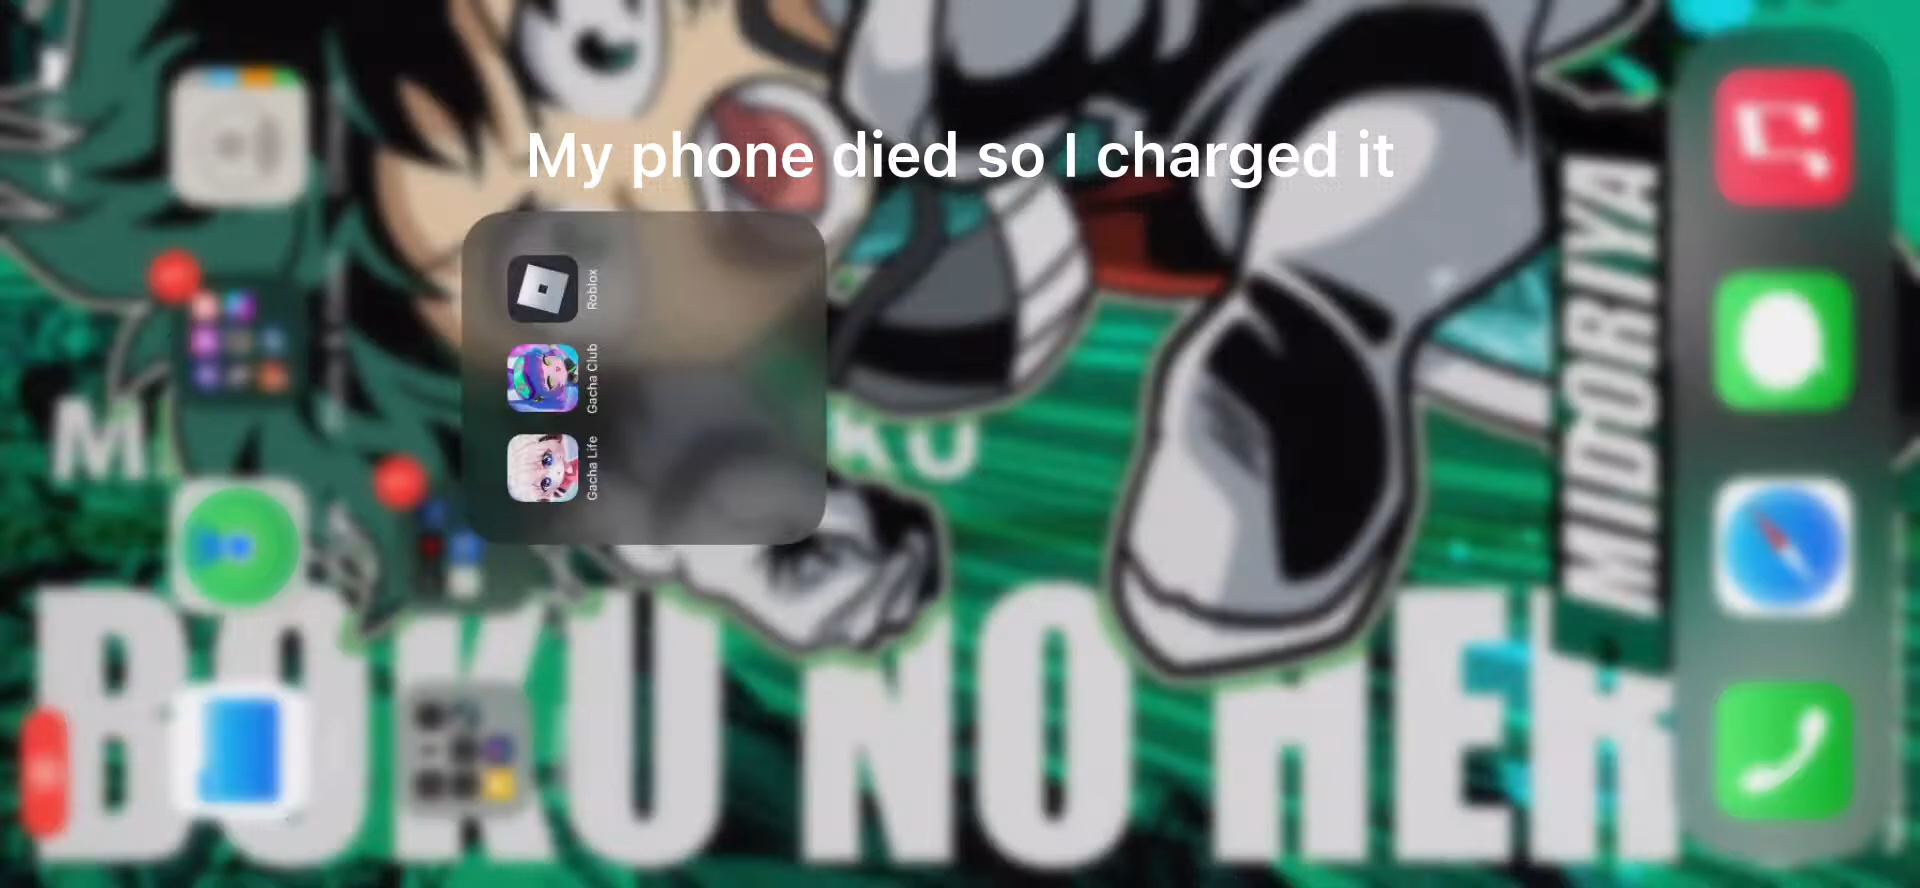 My phone died so I charged it
Roblox
Gacha Club
Gacha Life
MIDORIYA
BOKU NO HER